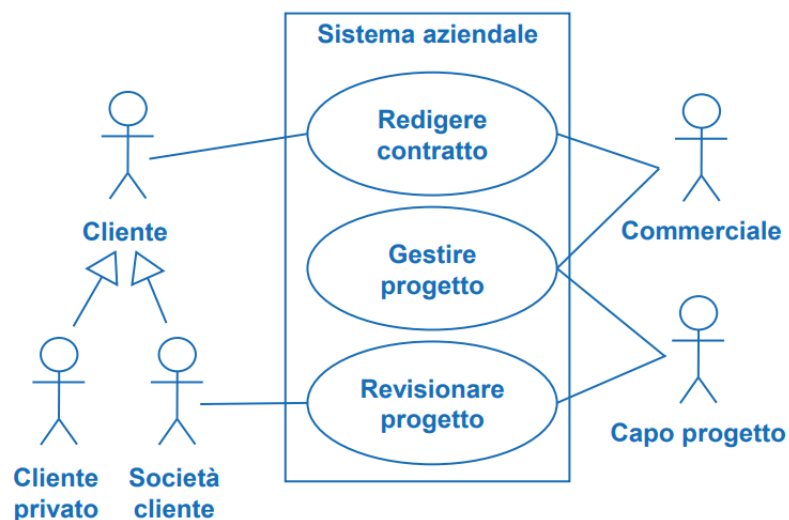 Sistema aziendale
Redigere
contratto
Cliente
Commerciale
Gestire
progetto
Revisionare
progetto
Capo progetto
Cliente
privato
Società
cliente